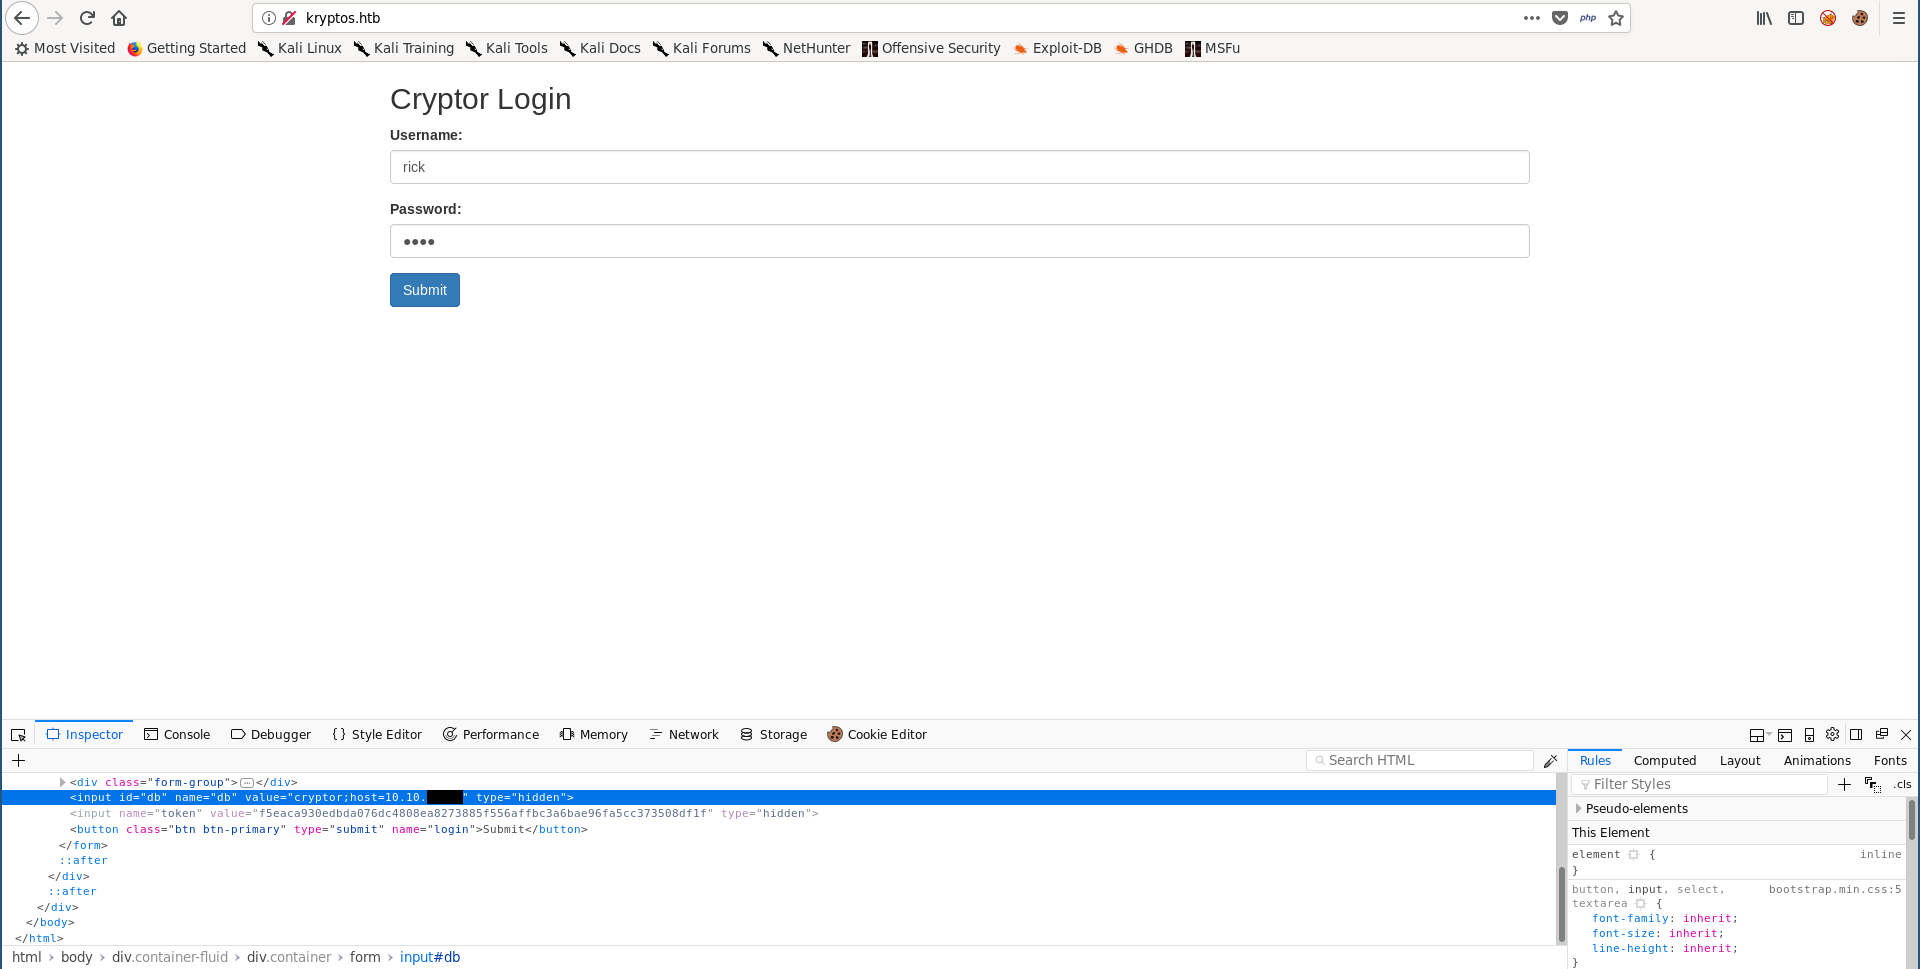 kryptos.htb
php
Most Visited Getting Started Kali Linux Kali Training Kali Tools Kali Docs Kali Forums NetHunter Offensive Security Exploit-DB GHDB MSFu
Cryptor Login
Username:
rick
Password:
••••
Submit
Inspector Console Debugger Style Editor Performance Memory Network Storage Cookie Editor
Search HTML
Rules Computed Layout Animations Fonts
Filter Styles .cls
<div class="form-group"></div>
<input id="db" name="db" value="cryptor;host=10.10." type="hidden">
<input name="token" value="f5eaca930edbda076dc4808ea8273885f556affbc3a6bae96fa5cc373508df1f" type="hidden">
<button class="btn btn-primary" type="submit" name="login">Submit</button>
</form>
::after
</div>
::after
</div>
</body>
</html>
Pseudo-elements
This Element
element { inline
}
button, input, select, bootstrap.min.css:5
textarea {
font-family: inherit;
font-size: inherit;
line-height: inherit;
}
html > body > div.container-fluid > div.container > form > input#db